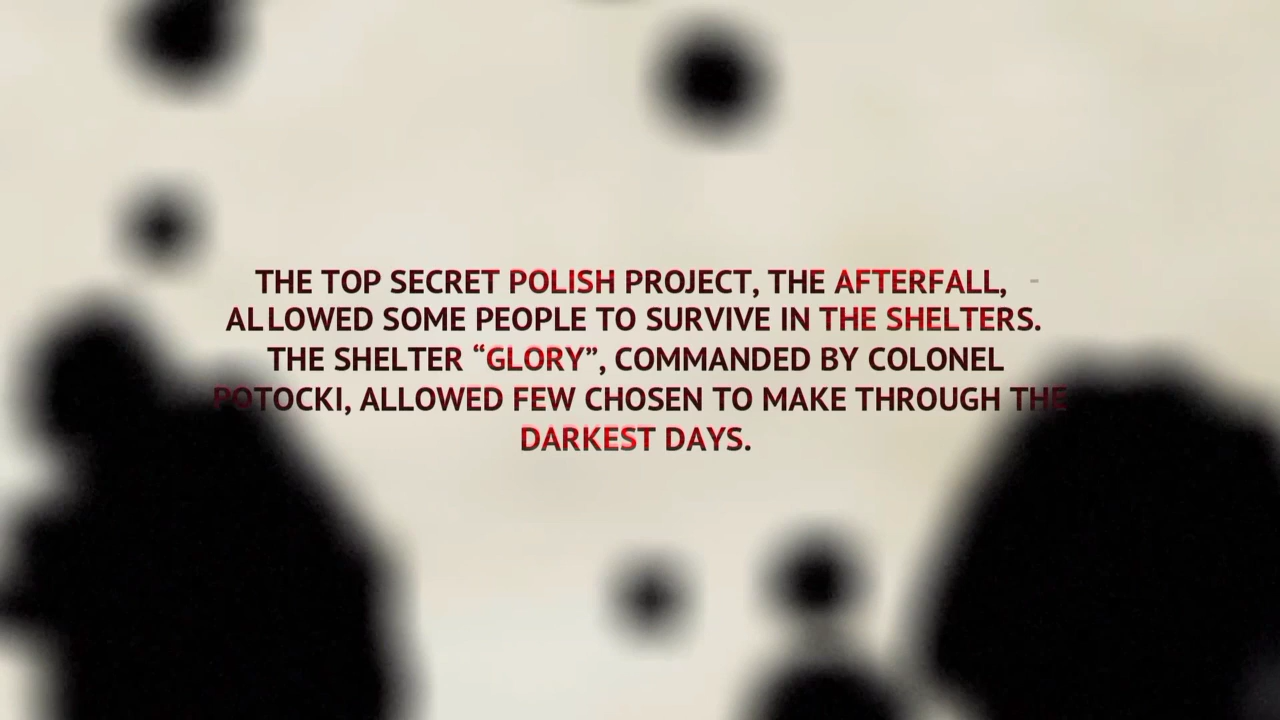 THE TOP SECRET POLISH PROJECT, THE AFTERFALL, -
ALLOWED SOME PEOPLE TO SURVIVE IN THE SHELTERS.
THE SHELTER “GLORY”, COMMANDED BY COLONEL
POTOCKI, ALLOWED FEW CHOSEN TO MAKE THROUGH THE
DARKEST DAYS.